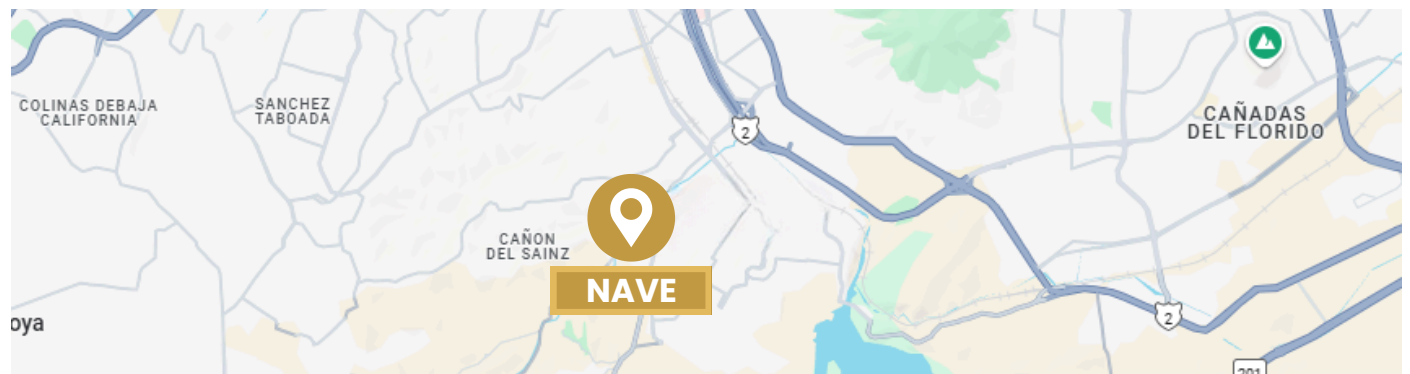 COLINAS DEBAJA
CALIFORNIA
SANCHEZ
TABOADA
2
CAÑADAS
DEL FLORIDO
CAÑON
DEL SAINZ
NAVE
oya
2
201